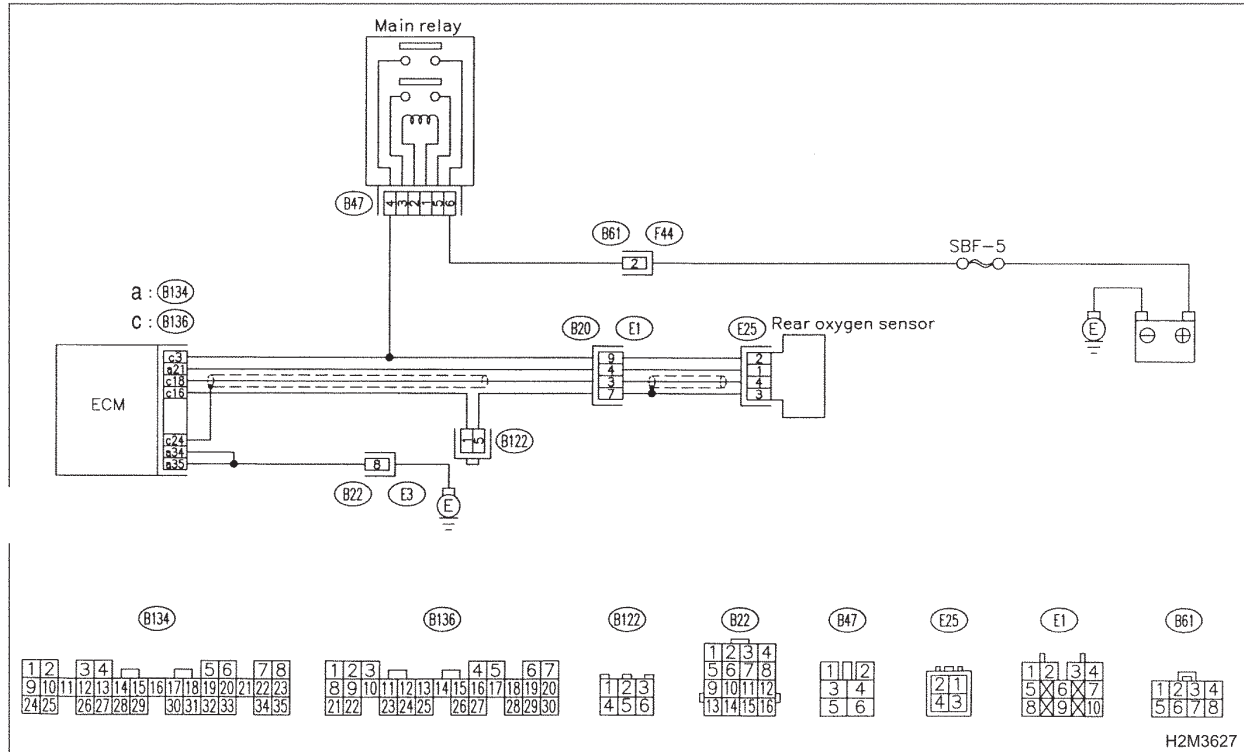 Main relay
B47
4 3 2 1 5 6
B61 F44
2
SBF-5
a : B134
c : B136
B20 E1
E25
Rear oxygen sensor
E
⊖ ⊕
ECM
c3
a21
c18
c16
c24
a34
a35
9
4
3
7
2
1
4
3
1 5
B122
8
B22 E3
E
B134
B136
B122
B22
B47
E25
E1
B61
1 2 3 4 5 6 7 8
9 10 11 12 13 14 15 16 17 18 19 20 21 22 23
24 25 26 27 28 29 30 31 32 33 34 35
1 2 3 4 5 6 7
8 9 10 11 12 13 14 15 16 17 18 19 20
21 22 23 24 25 26 27 28 29 30
1 2 3
4 5 6
1 2 3 4
5 6 7 8
9 10 11 12
13 14 15 16
1 2
3 4
5 6
2 1
4 3
1 2 3 4
5 6 7
8 9 10
1 2 3 4
5 6 7 8
H2M3627